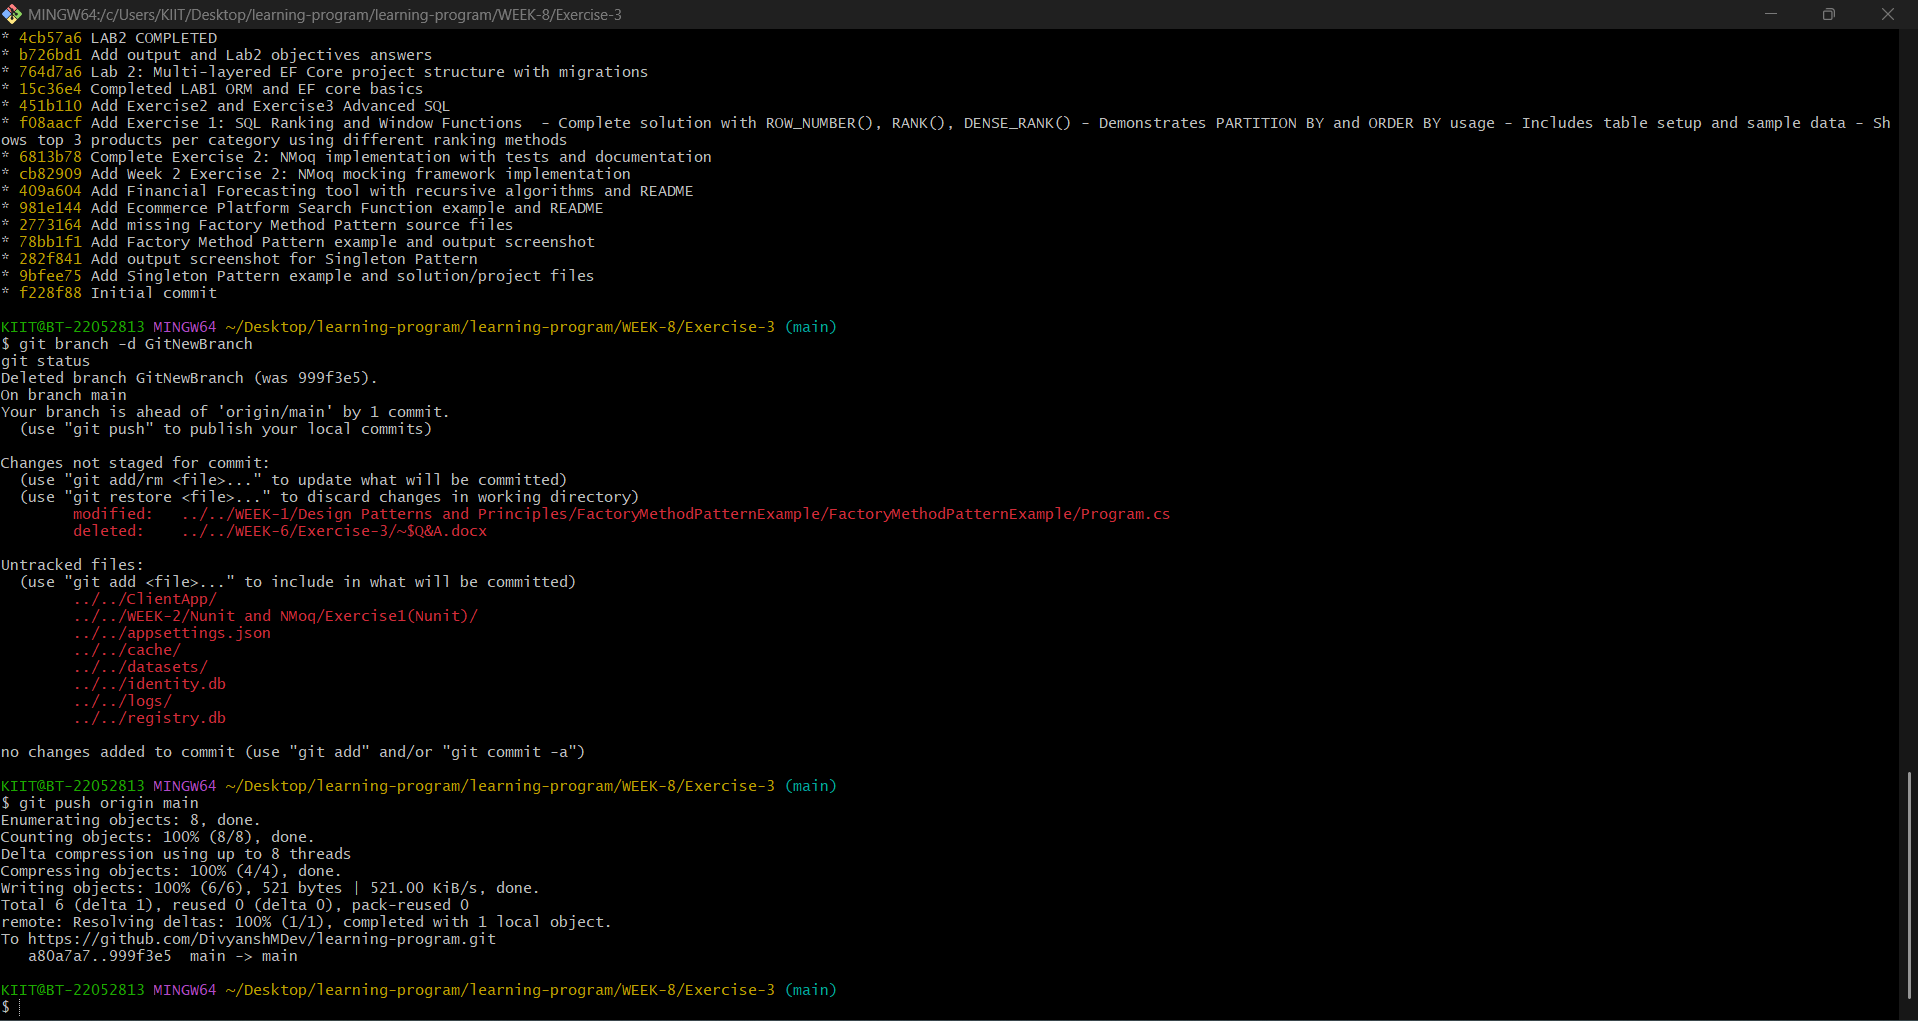 MINGW64:/c/Users/KIIT/Desktop/learning-program/learning-program/WEEK-8/Exercise-3
* 4cb57a6 LAB2 COMPLETED
* b726bd1 Add output and Lab2 objectives answers
* 764d7a6 Lab 2: Multi-layered EF Core project structure with migrations
* 15c36e4 Completed LAB1 ORM and EF core basics
* 451b110 Add Exercise2 and Exercise3 Advanced SQL
* f08aacf Add Exercise 1: SQL Ranking and Window Functions  - Complete solution with ROW_NUMBER(), RANK(), DENSE_RANK() - Demonstrates PARTITION BY and ORDER BY usage - Includes table setup and sample data - Sh
ows top 3 products per category using different ranking methods
* 6813b78 Complete Exercise 2: NMoq implementation with tests and documentation
* cb82909 Add Week 2 Exercise 2: NMoq mocking framework implementation
* 409a604 Add Financial Forecasting tool with recursive algorithms and README
* 981e144 Add Ecommerce Platform Search Function example and README
* 2773164 Add missing Factory Method Pattern source files
* 78bb1f1 Add Factory Method Pattern example and output screenshot
* 282f841 Add output screenshot for Singleton Pattern
* 9bfee75 Add Singleton Pattern example and solution/project files
* f228f88 Initial commit
KIIT@BT-22052813 MINGW64 ~/Desktop/learning-program/learning-program/WEEK-8/Exercise-3 (main)
$ git branch -d GitNewBranch
git status
Deleted branch GitNewBranch (was 999f3e5).
On branch main
Your branch is ahead of 'origin/main' by 1 commit.
  (use "git push" to publish your local commits)
Changes not staged for commit:
  (use "git add/rm <file>..." to update what will be committed)
  (use "git restore <file>..." to discard changes in working directory)
        modified:   ../../WEEK-1/Design Patterns and Principles/FactoryMethodPatternExample/FactoryMethodPatternExample/Program.cs
        deleted:    ../../WEEK-6/Exercise-3/~$Q&A.docx
Untracked files:
  (use "git add <file>..." to include in what will be committed)
        ../../ClientApp/
        ../../WEEK-2/Nunit and NMoq/Exercise1(Nunit)/
        ../../appsettings.json
        ../../cache/
        ../../datasets/
        ../../identity.db
        ../../logs/
        ../../registry.db
no changes added to commit (use "git add" and/or "git commit -a")
KIIT@BT-22052813 MINGW64 ~/Desktop/learning-program/learning-program/WEEK-8/Exercise-3 (main)
$ git push origin main
Enumerating objects: 8, done.
Counting objects: 100% (8/8), done.
Delta compression using up to 8 threads
Compressing objects: 100% (4/4), done.
Writing objects: 100% (6/6), 521 bytes | 521.00 KiB/s, done.
Total 6 (delta 1), reused 0 (delta 0), pack-reused 0
remote: Resolving deltas: 100% (1/1), completed with 1 local object.
To https://github.com/DivyanshMDev/learning-program.git
   a80a7a7..999f3e5  main -> main
KIIT@BT-22052813 MINGW64 ~/Desktop/learning-program/learning-program/WEEK-8/Exercise-3 (main)
$